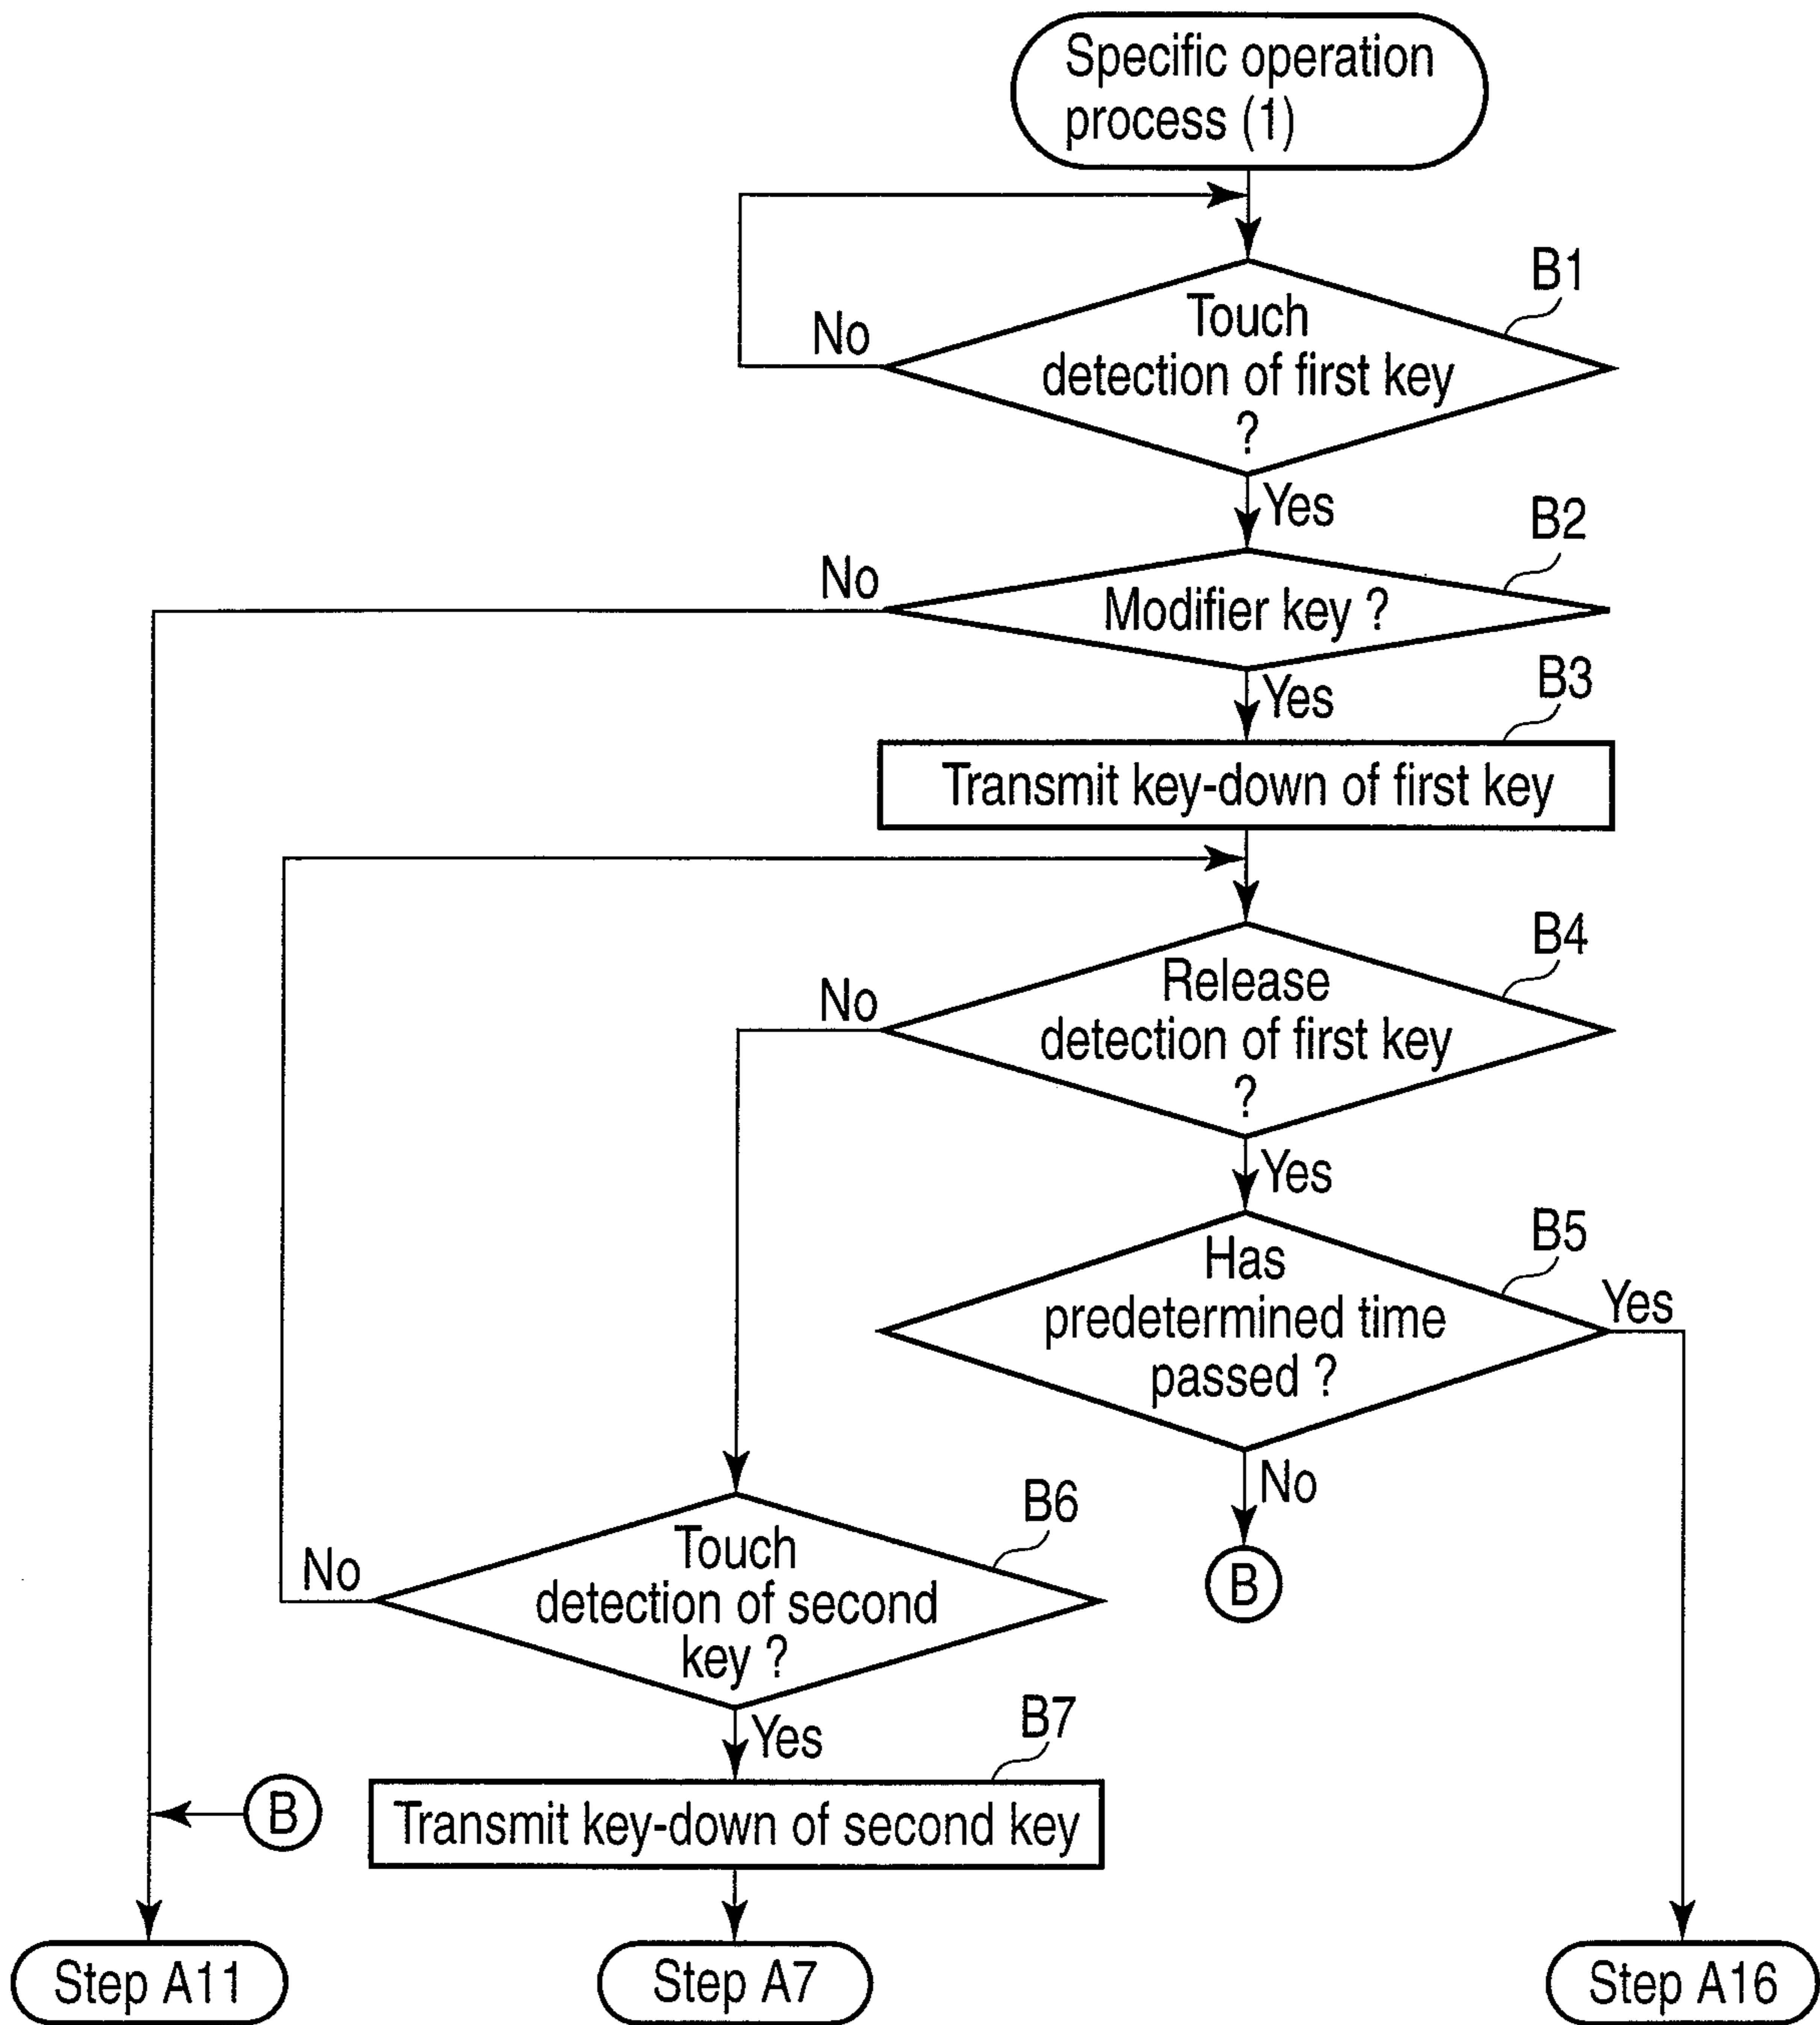 Specific operation
process (1)
B1
Touch
detection of first key
?
No
Yes
B2
No
Modifier key ?
Yes
B3
Transmit key-down of first key
B4
Release
detection of first key
?
No
Yes
B5
Has
predetermined time
passed ?
Yes
No
B
B6
Touch
detection of second
key ?
No
Yes
B7
Transmit key-down of second key
B
Step A11
Step A7
Step A16